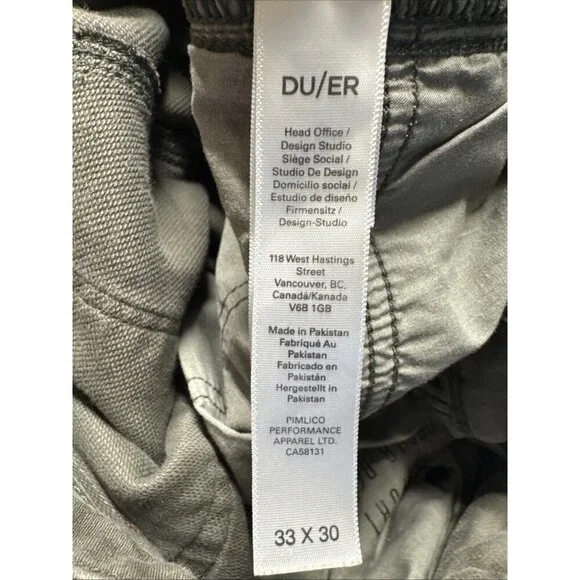 DU/ER
Head Office /
Design Studio
Siège Social /
Studio De Design
Domicilio social /
Estudio de diseño
Firmensitz /
Design-Studio
118 West Hastings
Street
Vancouver, BC,
Canada/Kanada
V6B 1GB
Made in Pakistan
Fabriqué Au
Pakistan
Fabricado en
Pakistán
Hergestellt in
Pakistan
PIMLICO
PERFORMANCE
APPAREL LTD.
CA58131
33 X 30